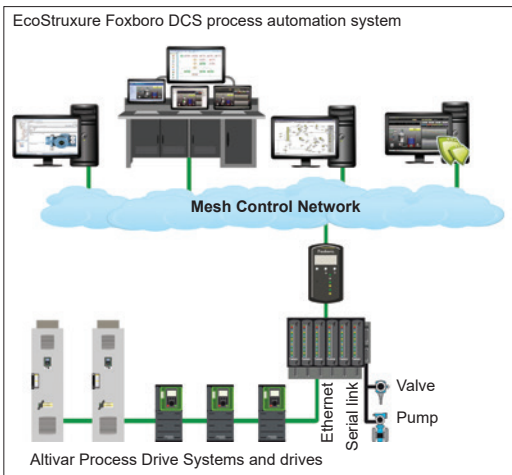 EcoStruxure Foxboro DCS process automation system
Mesh Control Network
Ethernet
Serial link
Valve
Pump
Altivar Process Drive Systems and drives